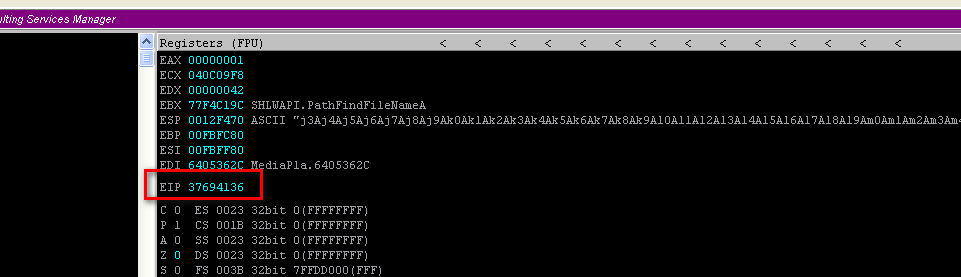 ulting Services Manager
Registers (FPU) < < < < < < < < < < < < < <
EAX 00000001
ECX 040C09F8
EDX 00000042
EBX 77F4C19C SHLWAPI.PathFindFileNameA
ESP 0012F470 ASCII "j3Aj4Aj5Aj6Aj7Aj8Aj9Ak0Ak1Ak2Ak3Ak4Ak5Ak6Ak7Ak8Ak9Al0Al1Al2Al3Al4Al5Al6Al7Al8Al9Am0Am1Am2Am3Am4
EBP 00FBFC80
ESI 00FBFF80
EDI 6405362C MediaPla.6405362C
EIP 37694136
C 0 ES 0023 32bit 0(FFFFFFFF)
P 1 CS 001B 32bit 0(FFFFFFFF)
A 0 SS 0023 32bit 0(FFFFFFFF)
Z 0 DS 0023 32bit 0(FFFFFFFF)
S 0 FS 003B 32bit 7FFDD000(FFF)